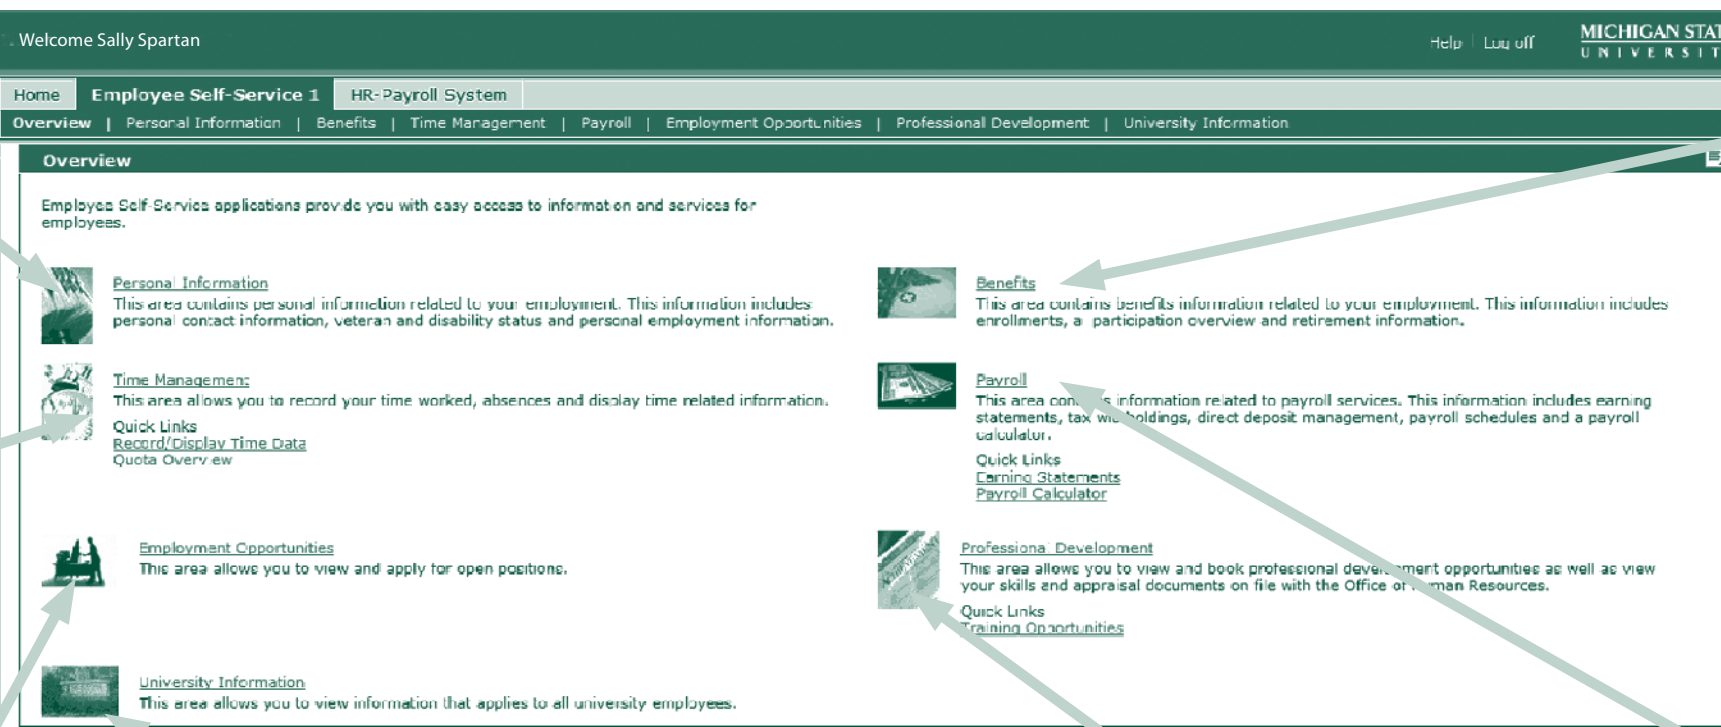 Welcome Sally Spartan
Help | Log off
MICHIGAN STAT
UNIVERSIT
Home
Employee Self-Service 1
HR-Payroll System
Overview | Personal Information | Benefits | Time Management | Payroll | Employment Opportunities | Professional Development | University Information
Overview
Employee Self-Service applications provide you with easy access to information and services for
employees.
Personal Information
This area contains personal information related to your employment. This information includes
personal contact information, veteran and disability status and personal employment information.
Benefits
This area contains benefits information related to your employment. This information includes
enrollments, a participation overview and retirement information.
Time Management
This area allows you to record your time worked, absences and display time related information.
Quick Links
Record/Display Time Data
Quota Overview
Payroll
This area contains information related to payroll services. This information includes earning
statements, tax withholdings, direct deposit management, payroll schedules and a payroll
calculator.
Quick Links
Earning Statements
Payroll Calculator
Employment Opportunities
This area allows you to view and apply for open positions.
Professional Development
This area allows you to view and book professional development opportunities as well as view
your skills and appraisal documents on file with the Office of Human Resources.
Quick Links
Training Opportunities
University Information
This area allows you to view information that applies to all university employees.